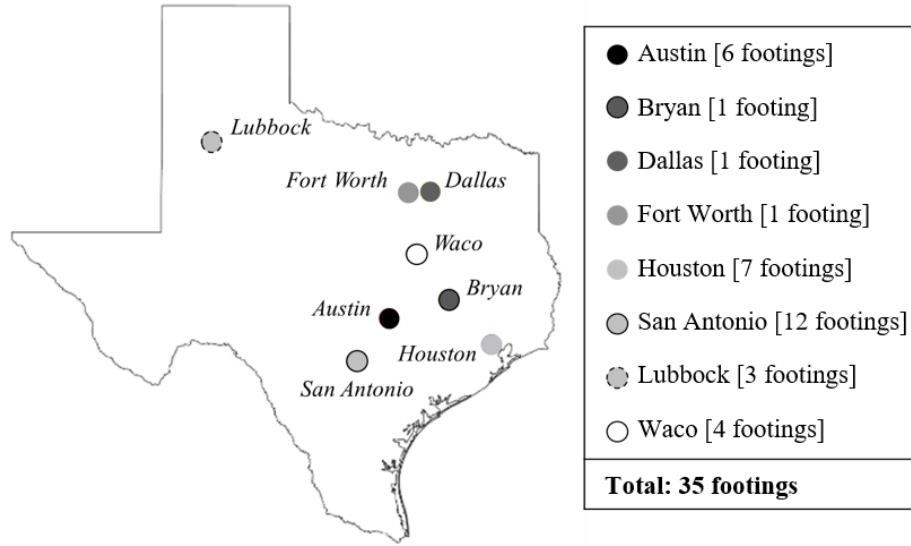 Lubbock
Fort Worth
Dallas
Waco
Bryan
Austin
Houston
San Antonio
Austin [6 footings]
Bryan [1 footing]
Dallas [1 footing]
Fort Worth [1 footing]
Houston [7 footings]
San Antonio [12 footings]
Lubbock [3 footings]
Waco [4 footings]
Total: 35 footings